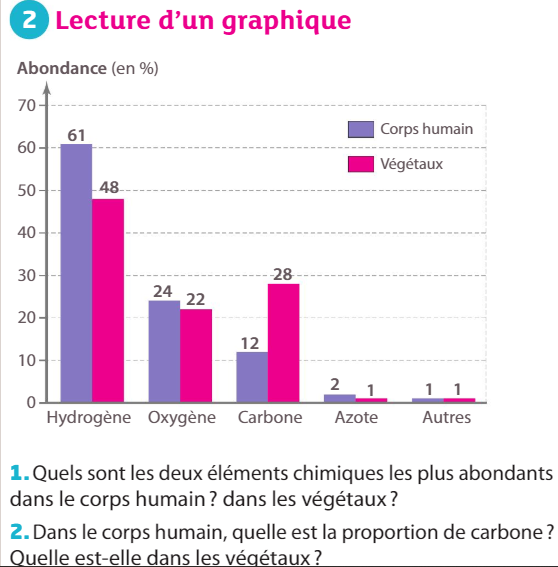 2 Lecture d’un graphique
Abondance (en %)
70
60
50
40
30
20
10
0
Corps humain
Végétaux
61
48
24
22
12
28
2
1
1
1
Hydrogène Oxygène Carbone Azote Autres
1. Quels sont les deux éléments chimiques les plus abondants
dans le corps humain ? dans les végétaux ?
2. Dans le corps humain, quelle est la proportion de carbone ?
Quelle est-elle dans les végétaux ?